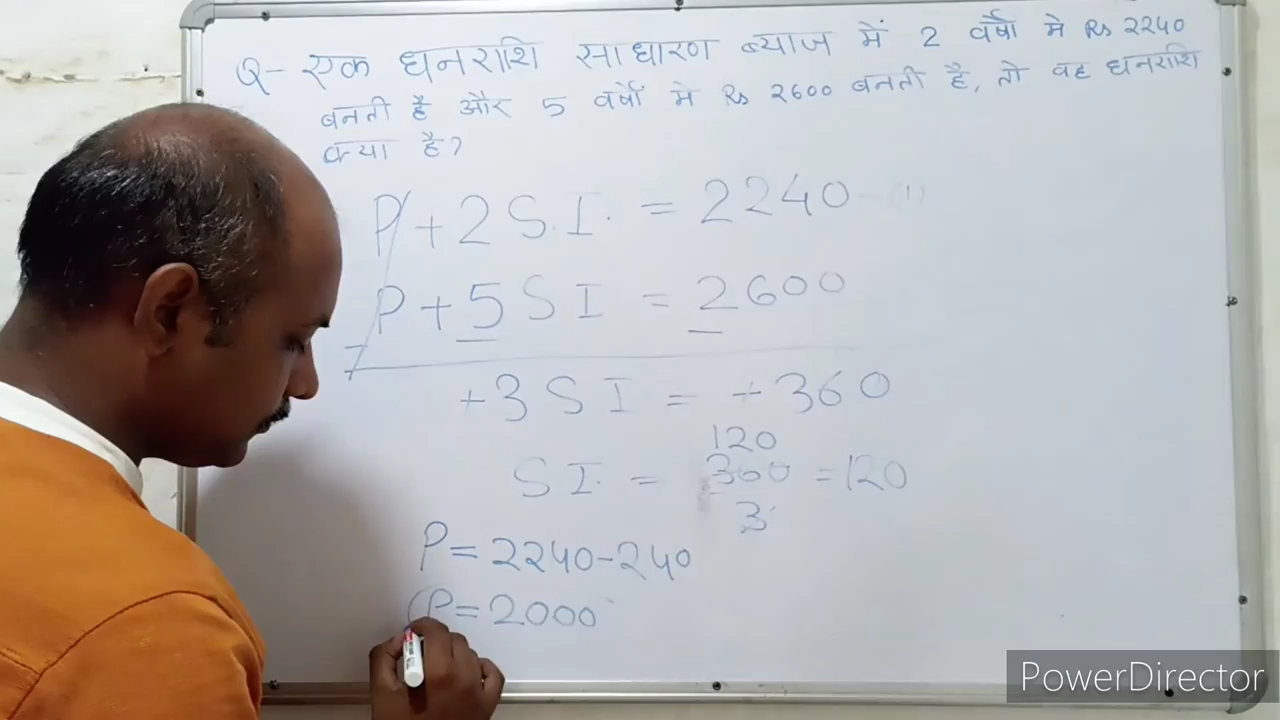 Q- एक धनराशि साधारण ब्याज में 2 वर्षो मे Rs 2240
बनती है और 5 वर्षों मे Rs 2600 बनती है, तो वह धनराशि
क्या है?
P + 2 S.I. = 2240 - (1)
P + 5 S I = 2600
+3 S I = +360
120
S I. = 360 = 120
3
P = 2240-240
P = 2000
PowerDirector